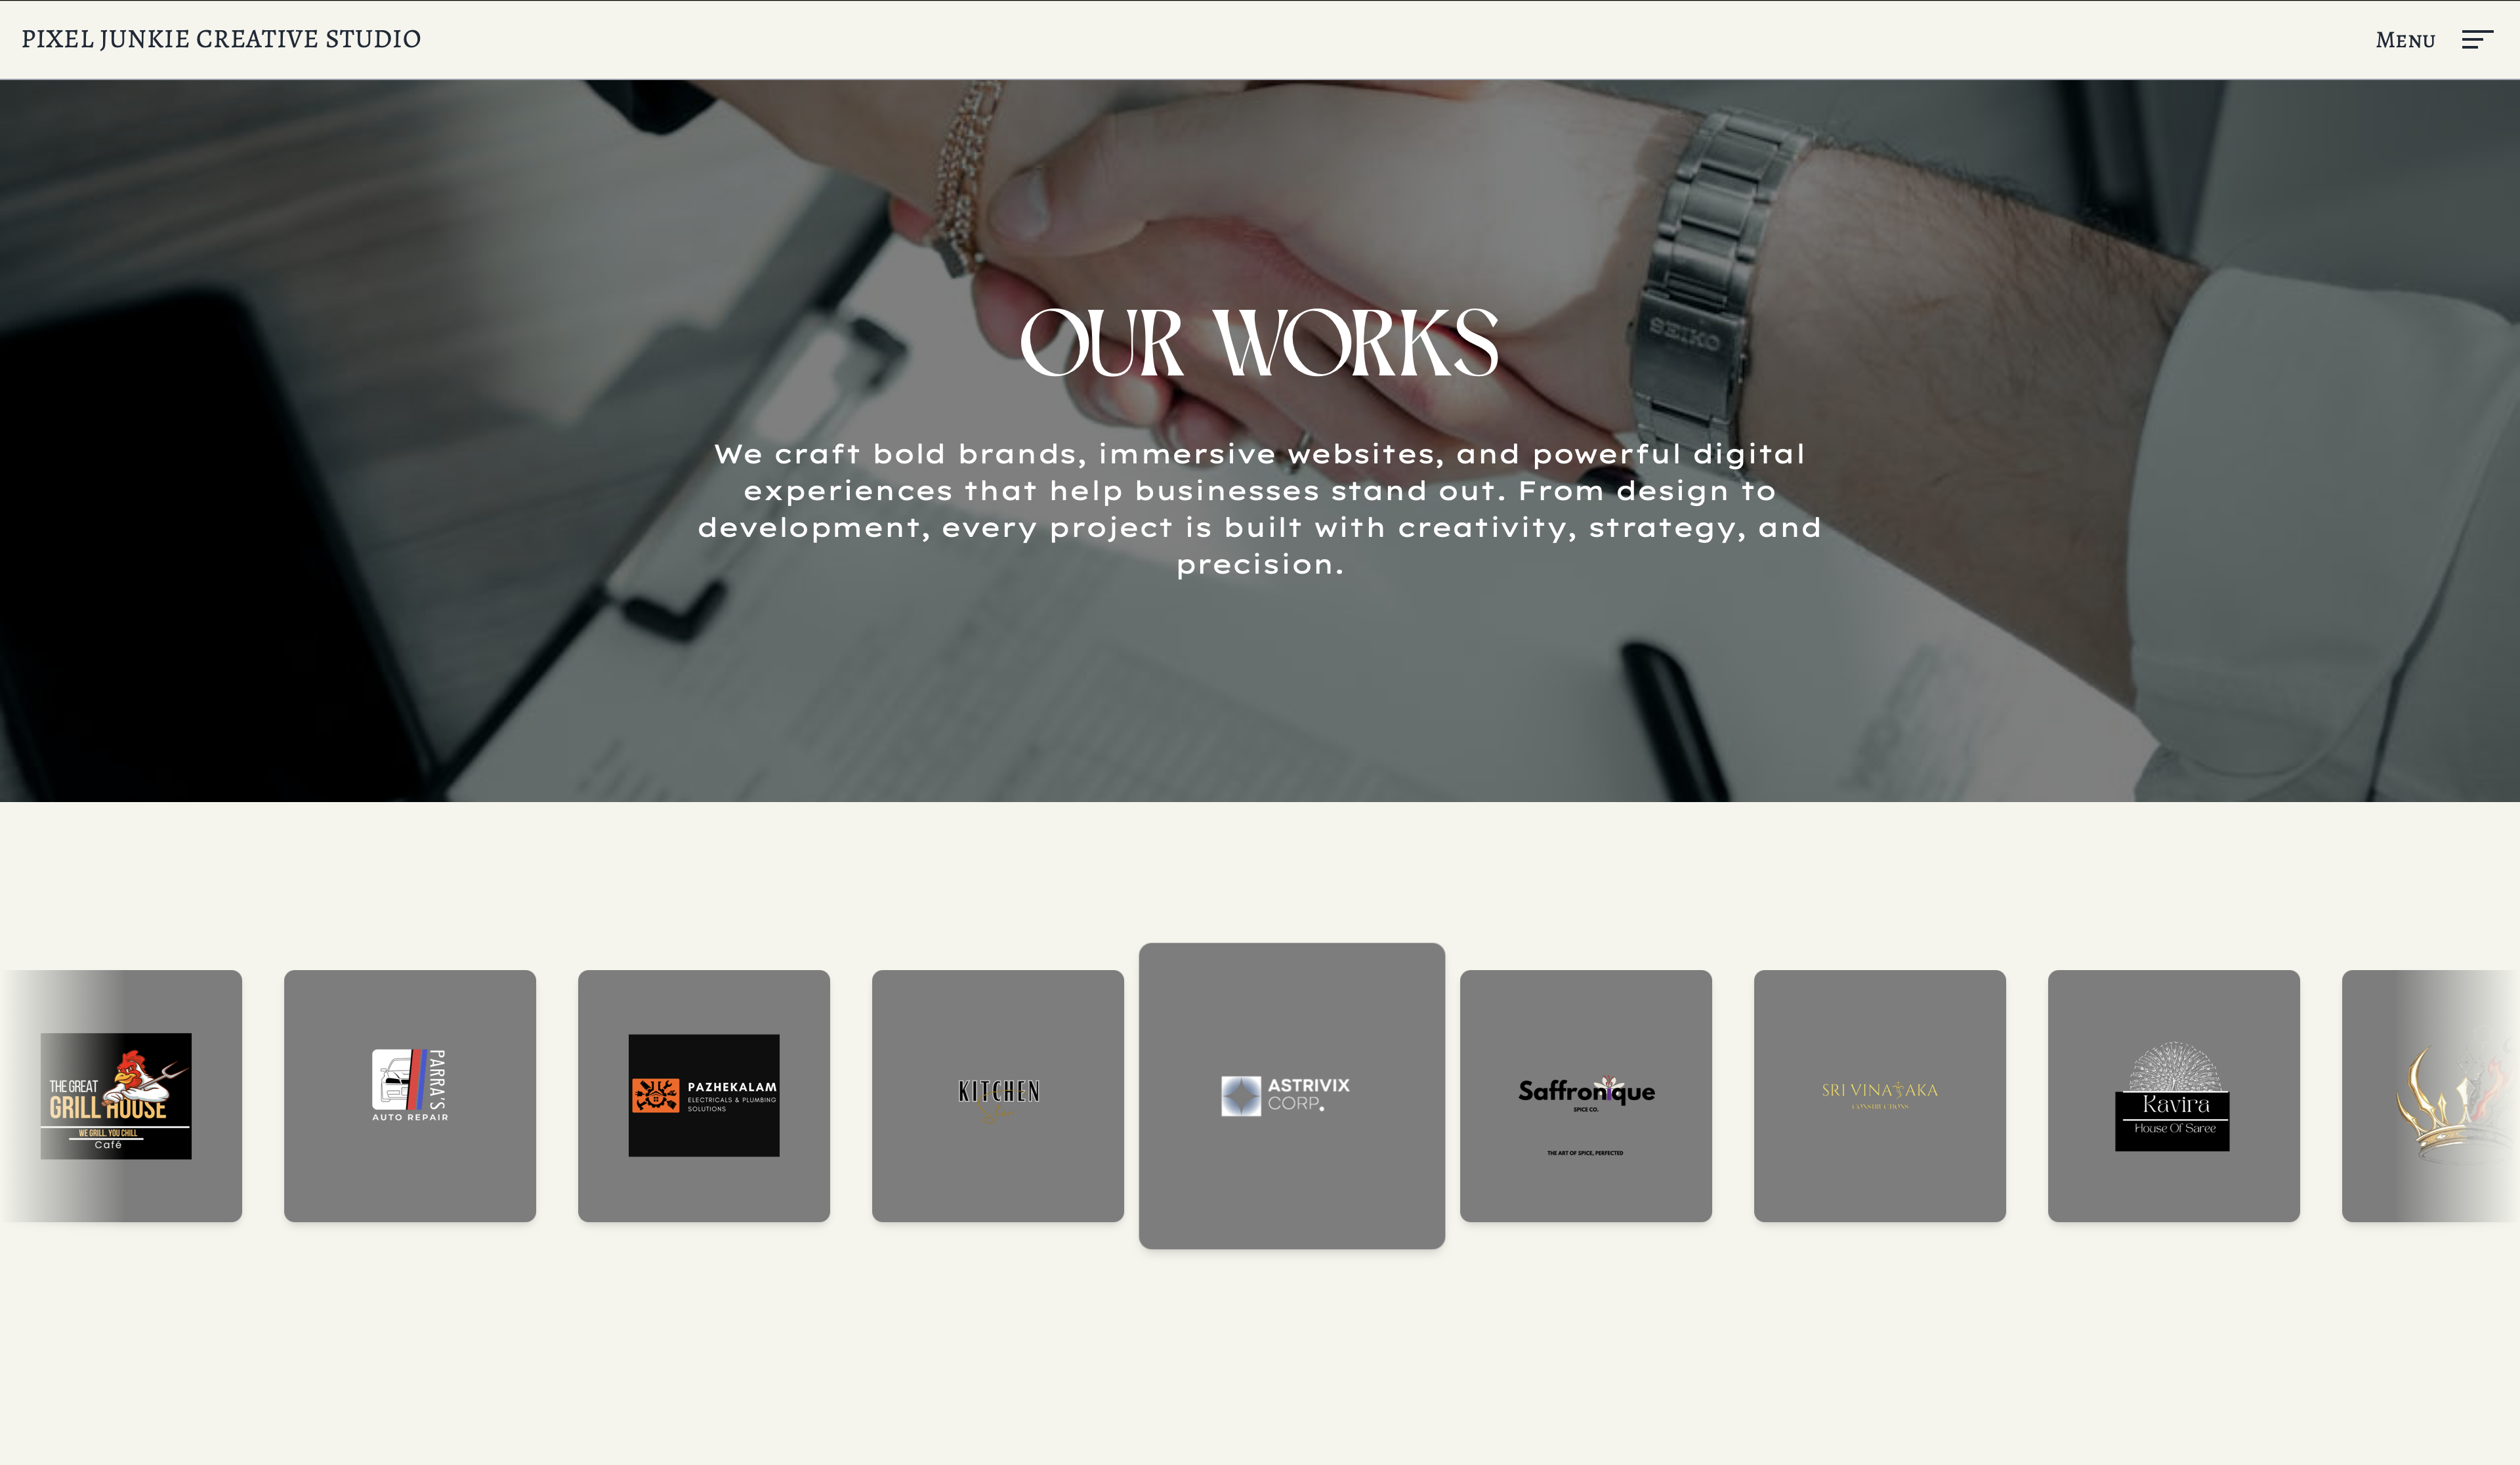 PIXEL JUNKIE CREATIVE STUDIO
Menu
SEIKO
OUR WORKS
We craft bold brands, immersive websites, and powerful digital
experiences that help businesses stand out. From design to
development, every project is built with creativity, strategy, and
precision.
THE GREAT
GRILL HOUSE
WE GRILL. YOU CHILL
Café
PARRA'S
AUTO REPAIR
PAZHEKALAM
ELECTRICALS & PLUMBING
SOLUTIONS
KITCHEN
ASTRIVIX
CORP.
Saffronique
SPICE CO.
THE ART OF SPICE, PERFECTED
SRI VINAYAKA
Kavira
House Of Saree